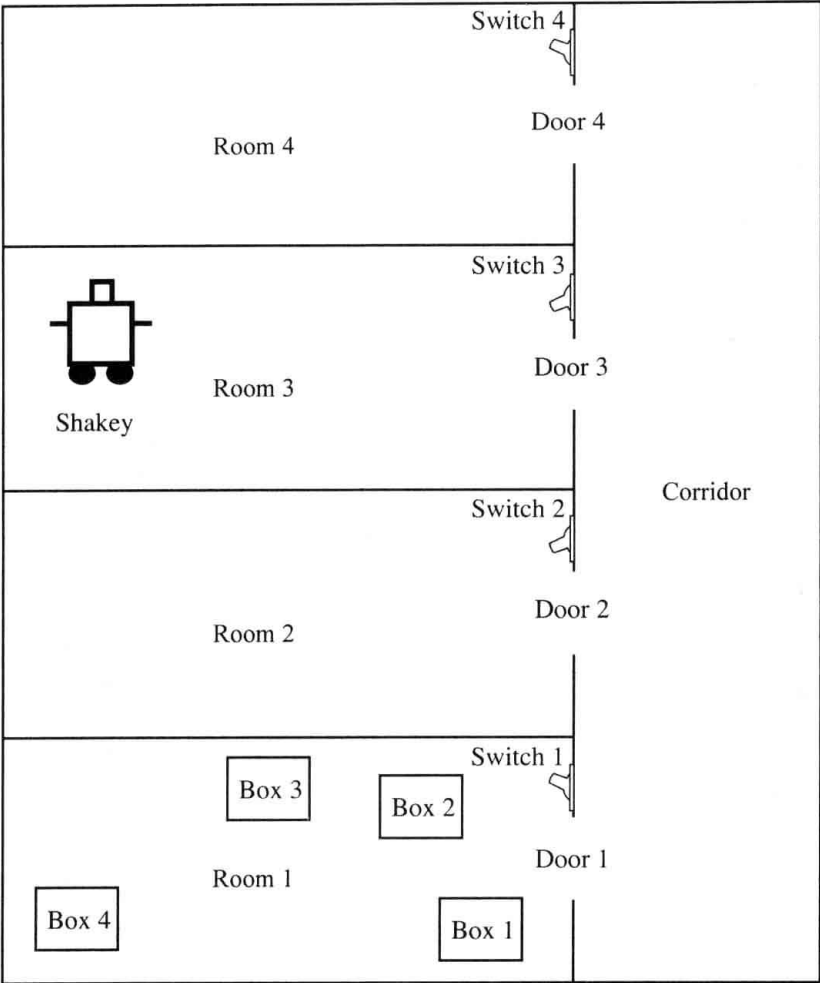 Switch 4
Door 4
Room 4
Switch 3
Door 3
Room 3
Shakey
Corridor
Switch 2
Door 2
Room 2
Switch 1
Box 3
Box 2
Door 1
Room 1
Box 4
Box 1